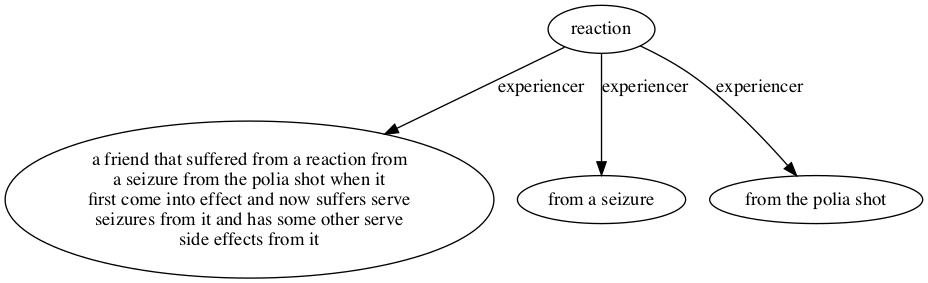 reaction
experiencer
experiencer
experiencer
a friend that suffered from a reaction from
a seizure from the polia shot when it
first come into effect and now suffers serve
seizures from it and has some other serve
side effects from it
from a seizure
from the polia shot